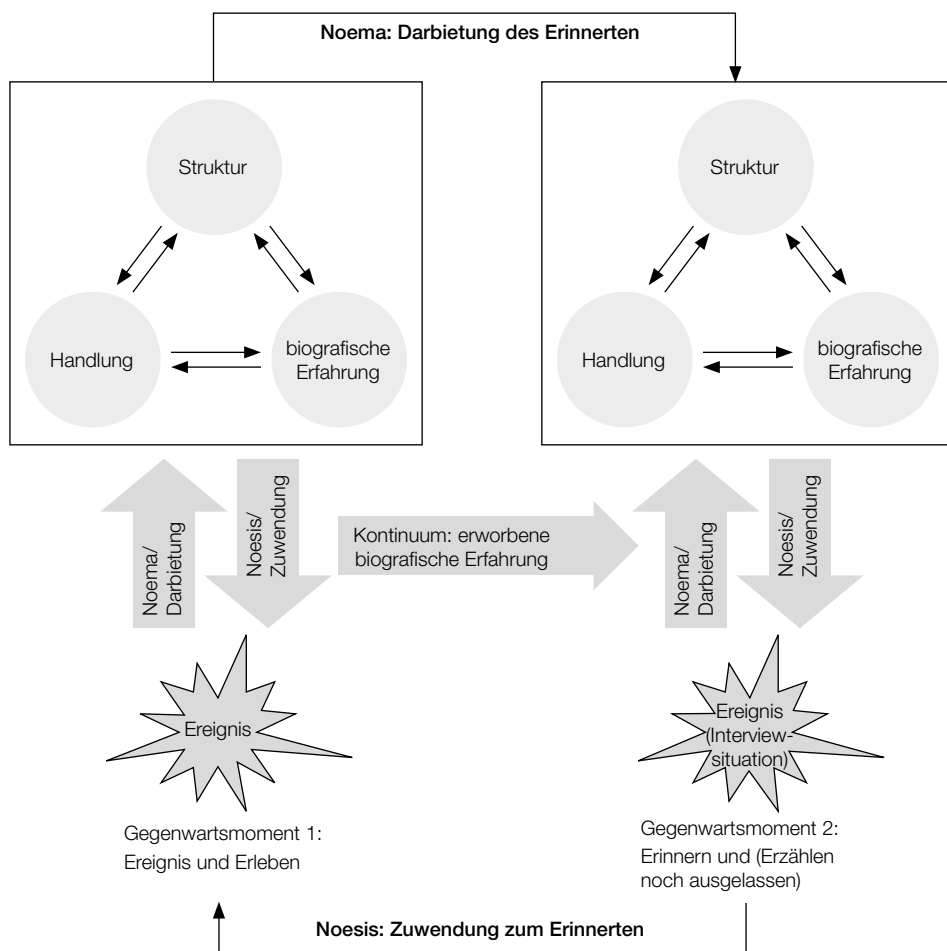 Noema: Darbietung des Erinnerten
Struktur
Handlung
biografische
Erfahrung
Struktur
Handlung
biografische
Erfahrung
Noema/
Darbietung
Noesis/
Zuwendung
Kontinuum: erworbene
biografische Erfahrung
Noema/
Darbietung
Noesis/
Zuwendung
Ereignis
Ereignis
(Interview-
situation)
Gegenwartsmoment 1:
Ereignis und Erleben
Gegenwartsmoment 2:
Erinnern und (Erzählen
noch ausgelassen)
Noesis: Zuwendung zum Erinnerten